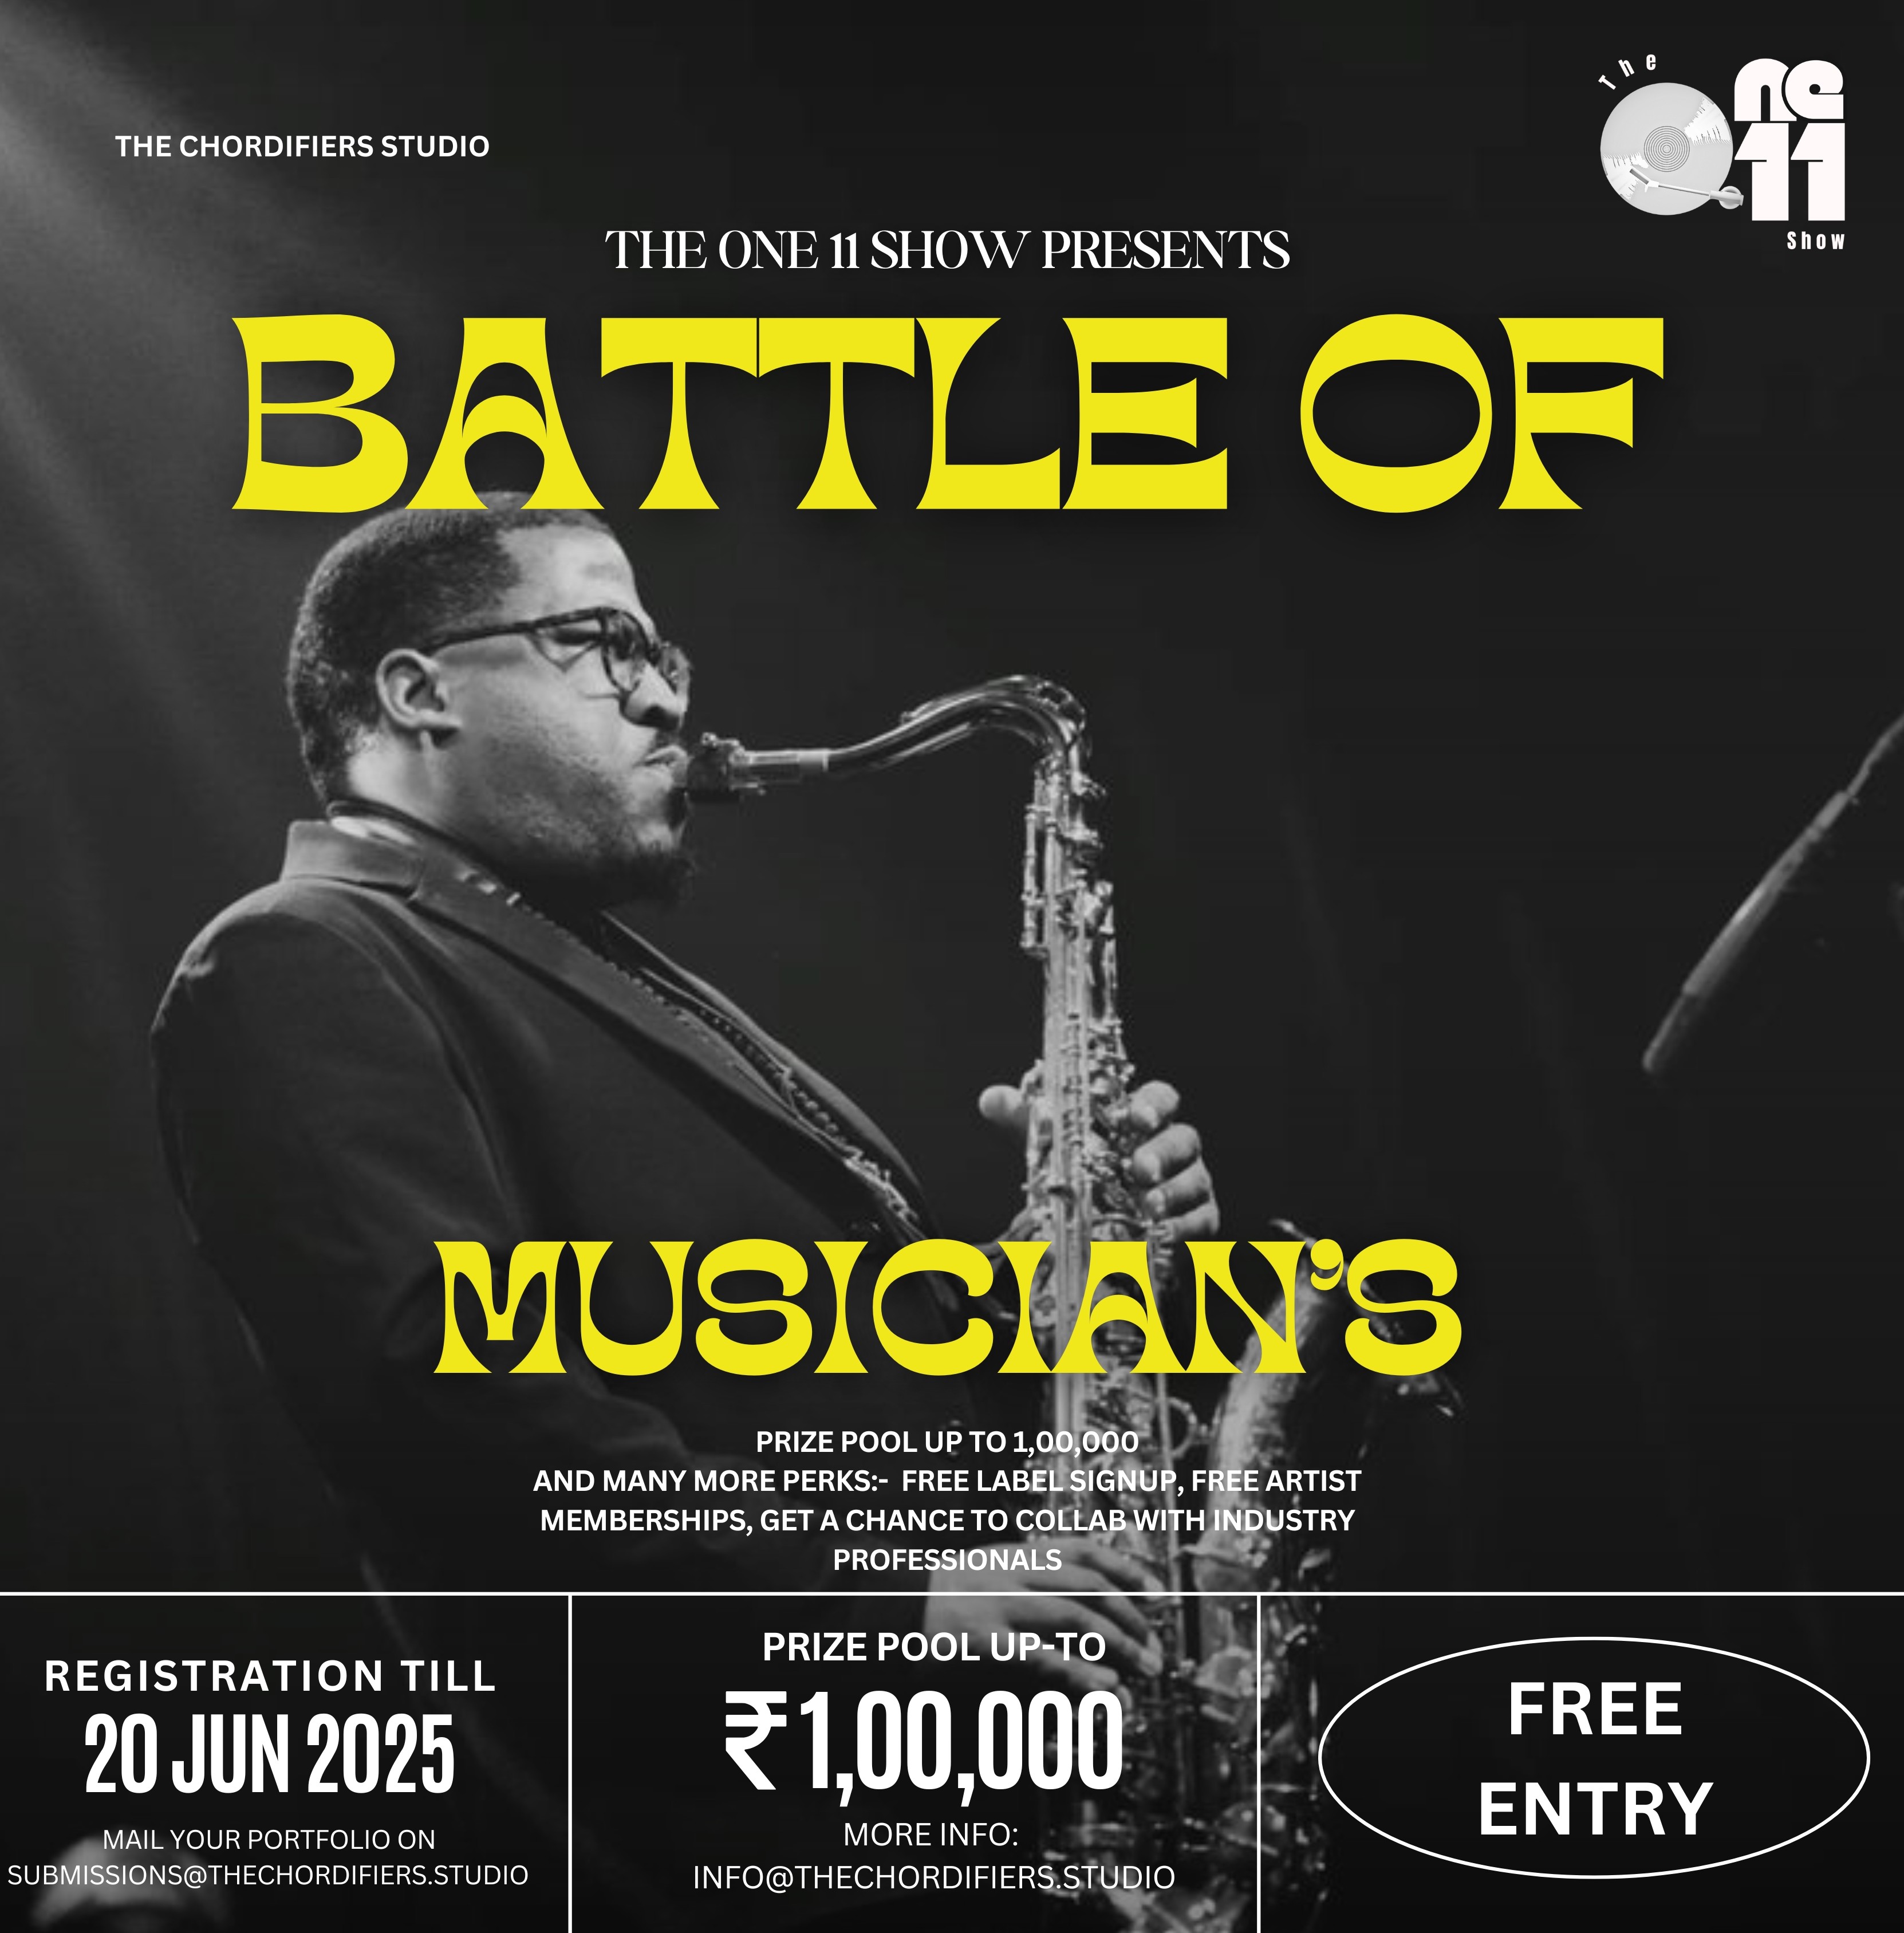 The
ne
11
Show
THE CHORDIFIERS STUDIO
THE ONE 11 SHOW PRESENTS
BATTLE OF
MUSICIAN'S
PRIZE POOL UP TO 1,00,000
AND MANY MORE PERKS:- FREE LABEL SIGNUP, FREE ARTIST
MEMBERSHIPS, GET A CHANCE TO COLLAB WITH INDUSTRY
PROFESSIONALS
REGISTRATION TILL
20 JUN 2025
MAIL YOUR PORTFOLIO ON
SUBMISSIONS@THECHORDIFIERS.STUDIO
PRIZE POOL UP-TO
₹1,00,000
MORE INFO:
INFO@THECHORDIFIERS.STUDIO
FREE
ENTRY